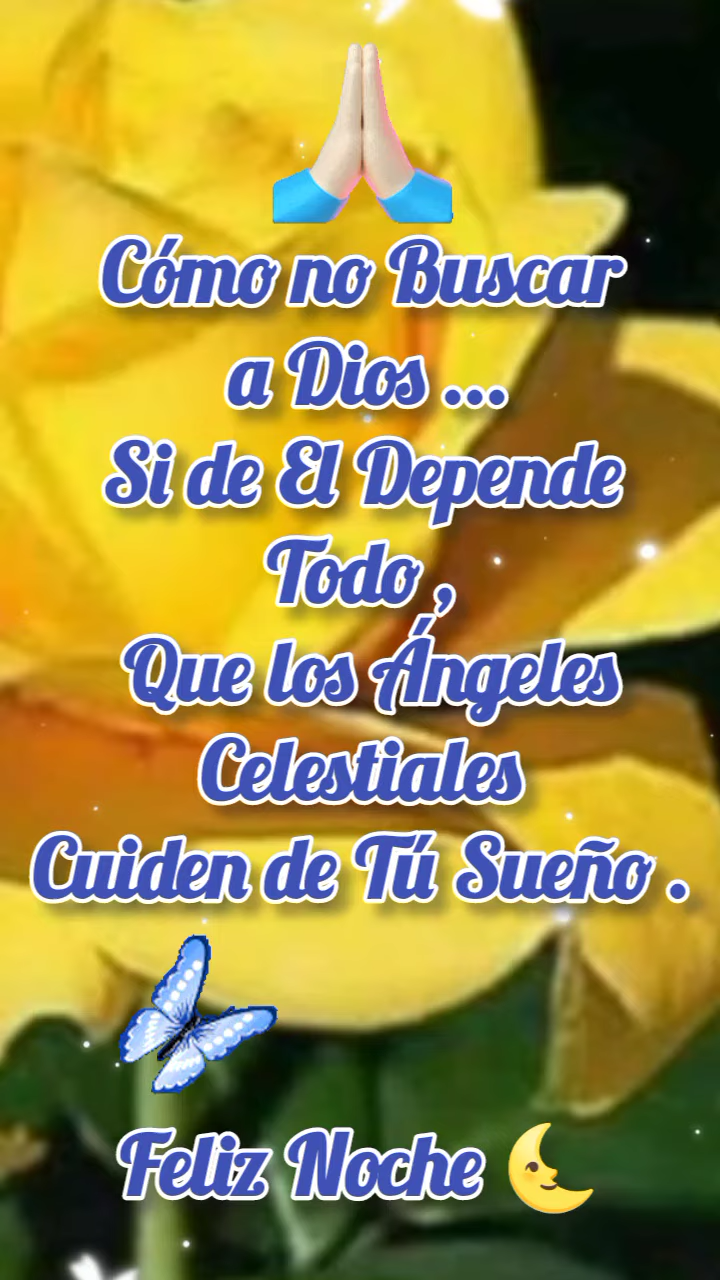 Cómo no Buscar
a Dios ...
Si de El Depende
Todo ,
Que los Ángeles
Celestiales
Cuiden de Tú Sueño .
Feliz Noche